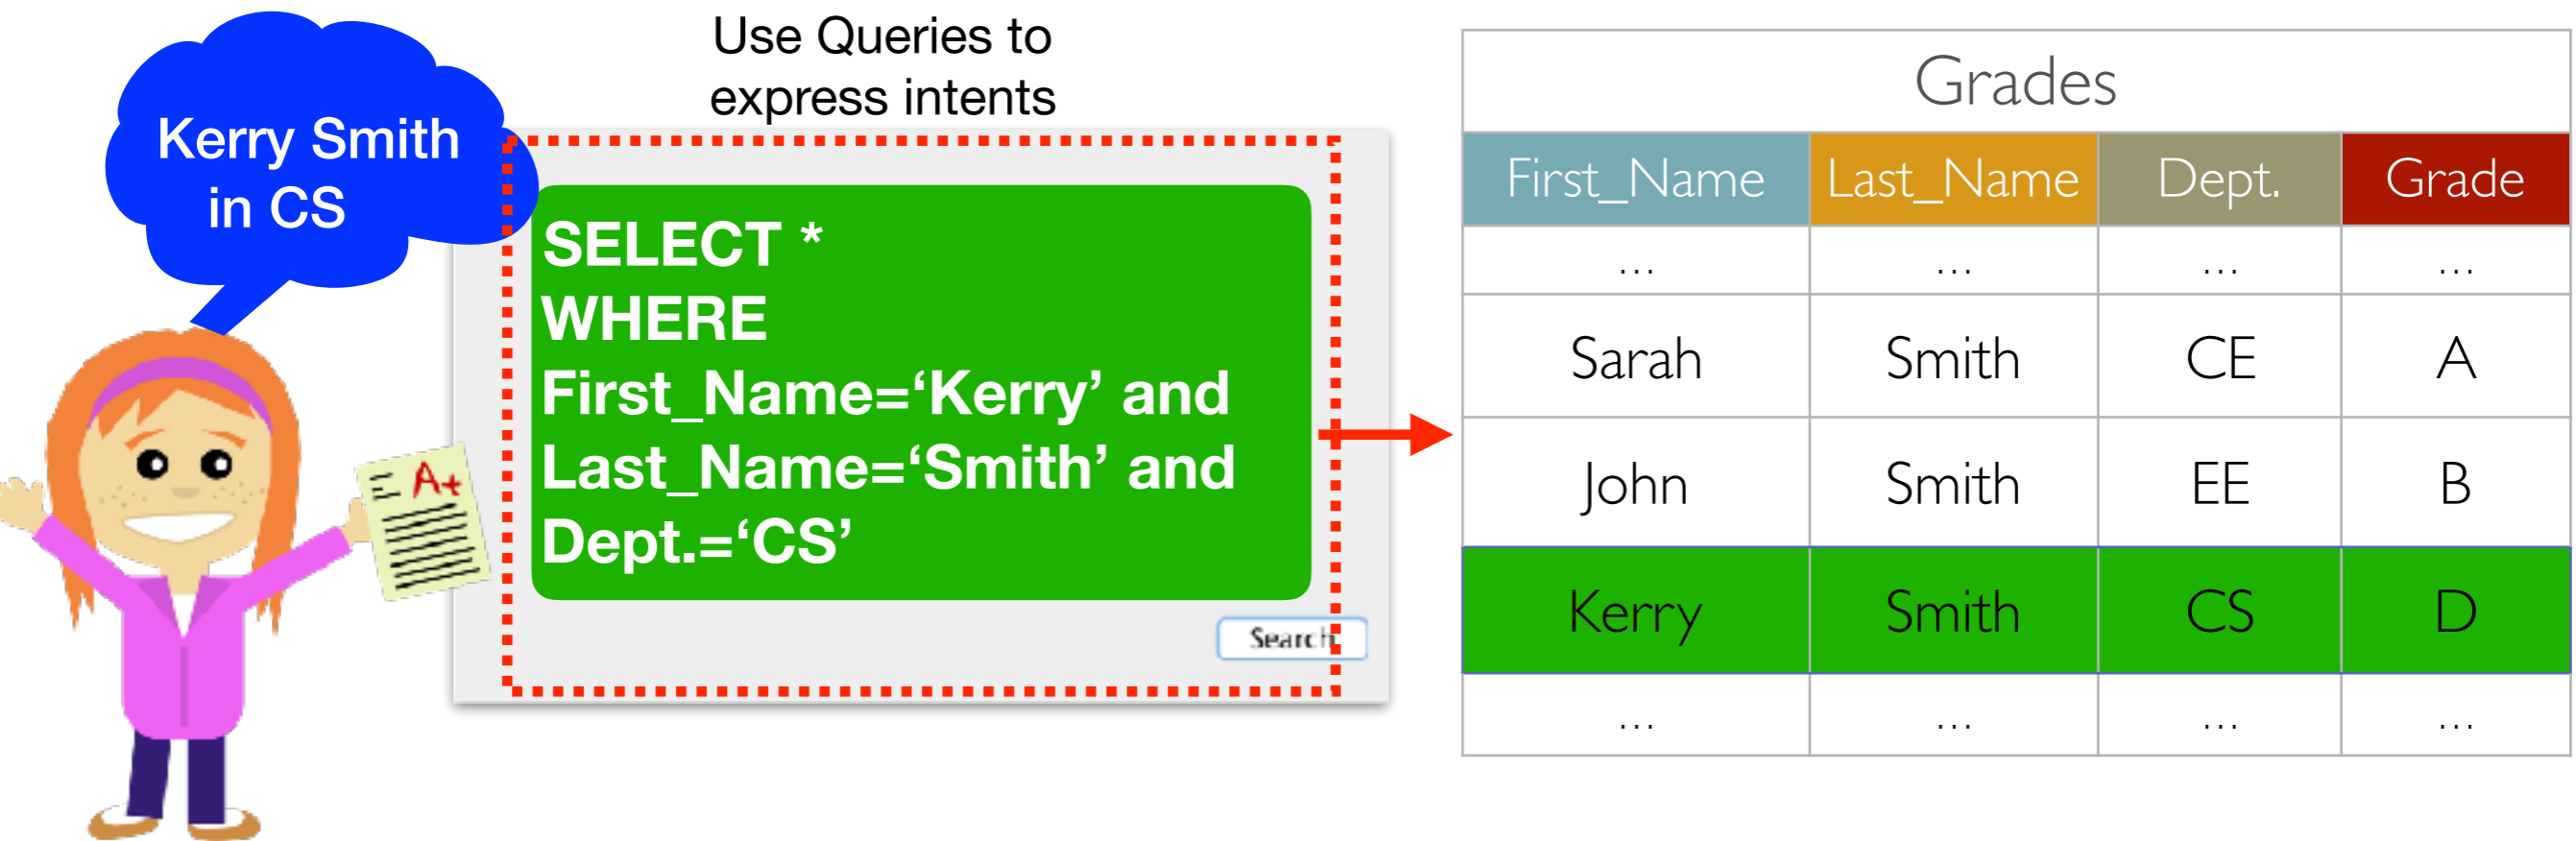 Use Queries to
express intents
Kerry Smith
in CS
SELECT *
WHERE
First_Name=‘Kerry’ and
Last_Name=‘Smith’ and
Dept.=‘CS’
Search
A+
Grades
First_Name Last_Name Dept. Grade
... ... ... ...
Sarah Smith CE A
John Smith EE B
Kerry Smith CS D
... ... ... ...